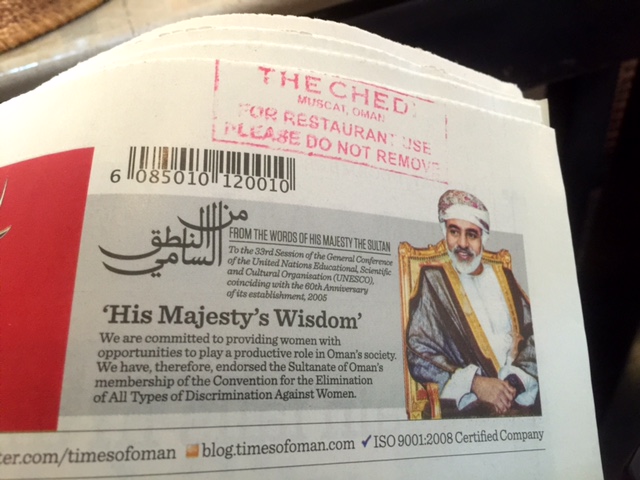 THE CHEDI
MUSCAT, OMAN
FOR RESTAURANT USE
PLEASE DO NOT REMOVE
6 085010 120010
من
النطق
السامي
FROM THE WORDS OF HIS MAJESTY THE SULTAN
To the 33rd Session of the General Conference
of the United Nations Educational, Scientific
and Cultural Organisation (UNESCO),
coinciding with the 60th Anniversary
of its establishment, 2005
‘His Majesty’s Wisdom’
We are committed to providing women with
opportunities to play a productive role in Oman’s society.
We have, therefore, endorsed the Sultanate of Oman’s
membership of the Convention for the Elimination
of All Types of Discrimination Against Women.
ter.com/timesofoman blog.timesofoman.com ✓ISO 9001:2008 Certified Company